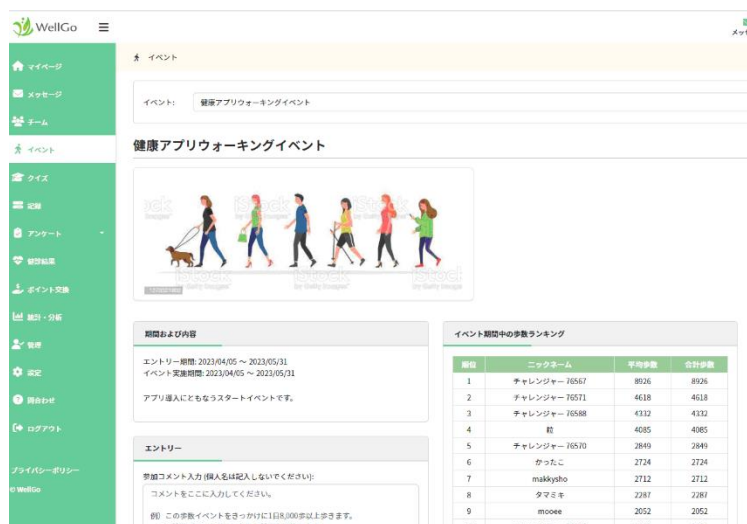 WellGo
メッセ
マイページ
メッセージ
チーム
イベント
クイズ
記録
アンケート
健診結果
ポイント交換
統計・分析
管理
設定
問合わせ
ログアウト
プライバシーポリシー
© WellGo
イベント
イベント: 健康アプリウォーキングイベント
健康アプリウォーキングイベント
iStock
by Getty Images
期間および内容
エントリー期間: 2023/04/05 ～ 2023/05/31
イベント実施期間: 2023/04/05 ～ 2023/05/31
アプリ導入にともなうスタートイベントです。
エントリー
参加コメント入力 (個人名は記入しないでください):
コメントをここに入力してください。
例）この歩数イベントをきっかけに1日8,000歩以上歩きます。
イベント期間中の歩数ランキング
順位 ニックネーム 平均歩数 合計歩数
1 チャレンジャー 76567 8926 8926
2 チャレンジャー 76571 4618 4618
3 チャレンジャー 76588 4332 4332
4 粒 4085 4085
5 チャレンジャー 76570 2849 2849
6 かったこ 2724 2724
7 makkysho 2712 2712
8 タマミキ 2287 2287
9 mooee 2052 2052